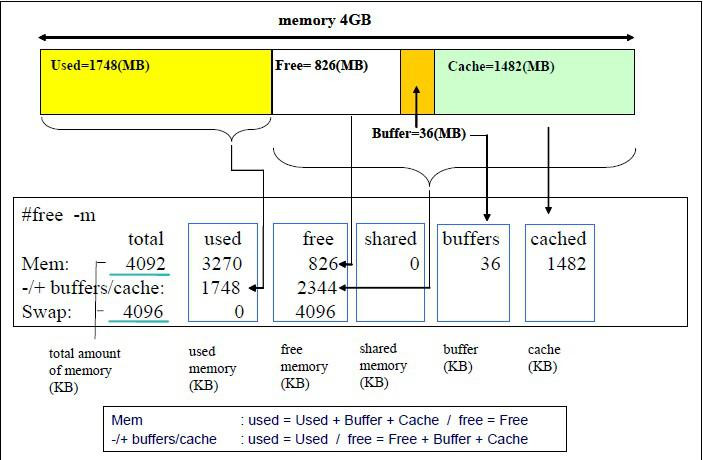 memory 4GB
Used=1748(MB)
Free= 826(MB)
Cache=1482(MB)
Buffer=36(MB)
#free -m
total used free shared buffers cached
Mem: 4092 3270 826 0 36 1482
-/+ buffers/cache: 1748 2344
Swap: 4096 0 4096
total amount
of memory
(KB)
used
memory
(KB)
free
memory
(KB)
shared
memory
(KB)
buffer
(KB)
cache
(KB)
Mem : used = Used + Buffer + Cache / free = Free
-/+ buffers/cache : used = Used / free = Free + Buffer + Cache